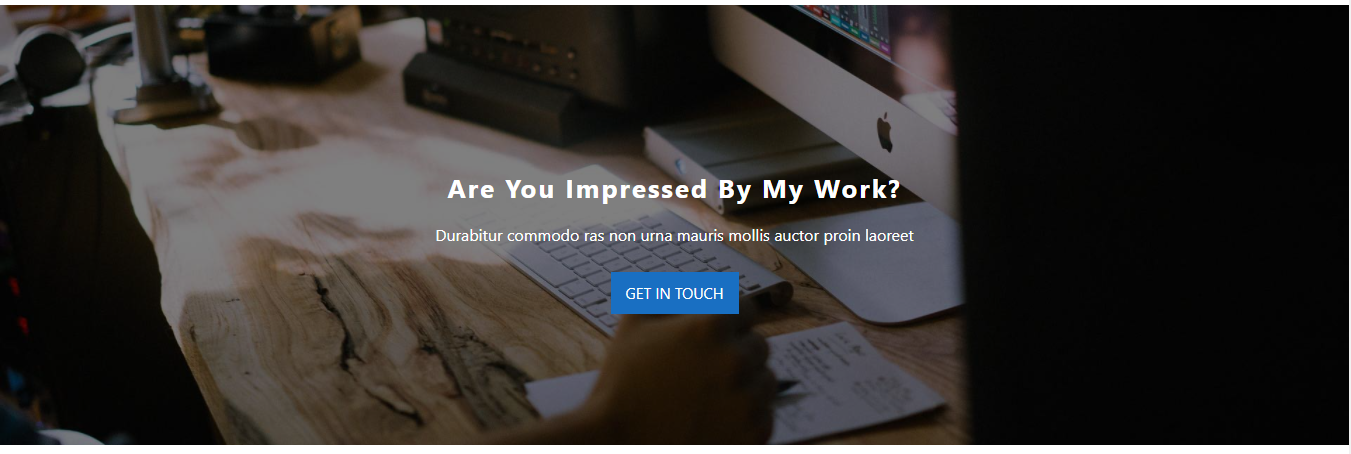 Are You Impressed By My Work?
Durabitur commodo ras non urna mauris mollis auctor proin laoreet
GET IN TOUCH